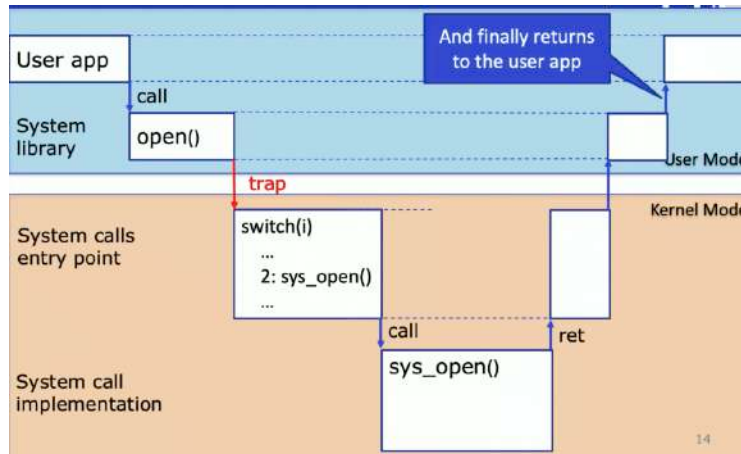 And finally returns
to the user app
User app
call
System
library
open()
User Mode
trap
Kernel Mode
System calls
entry point
switch(i)
...
2: sys_open()
...
call
ret
sys_open()
System call
implementation
14